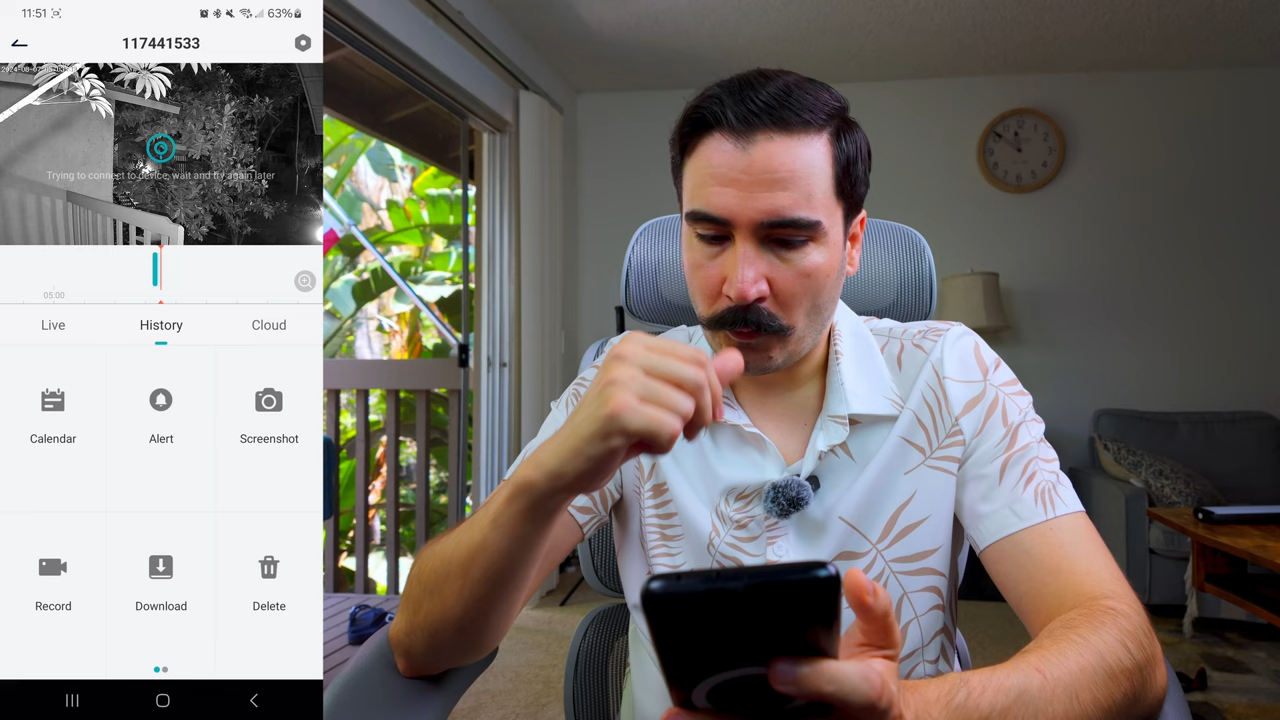 11:51
63%
117441533
Trying to connect to device, wait and try again later
05:00
Live
History
Cloud
Calendar
Alert
Screenshot
Record
Download
Delete